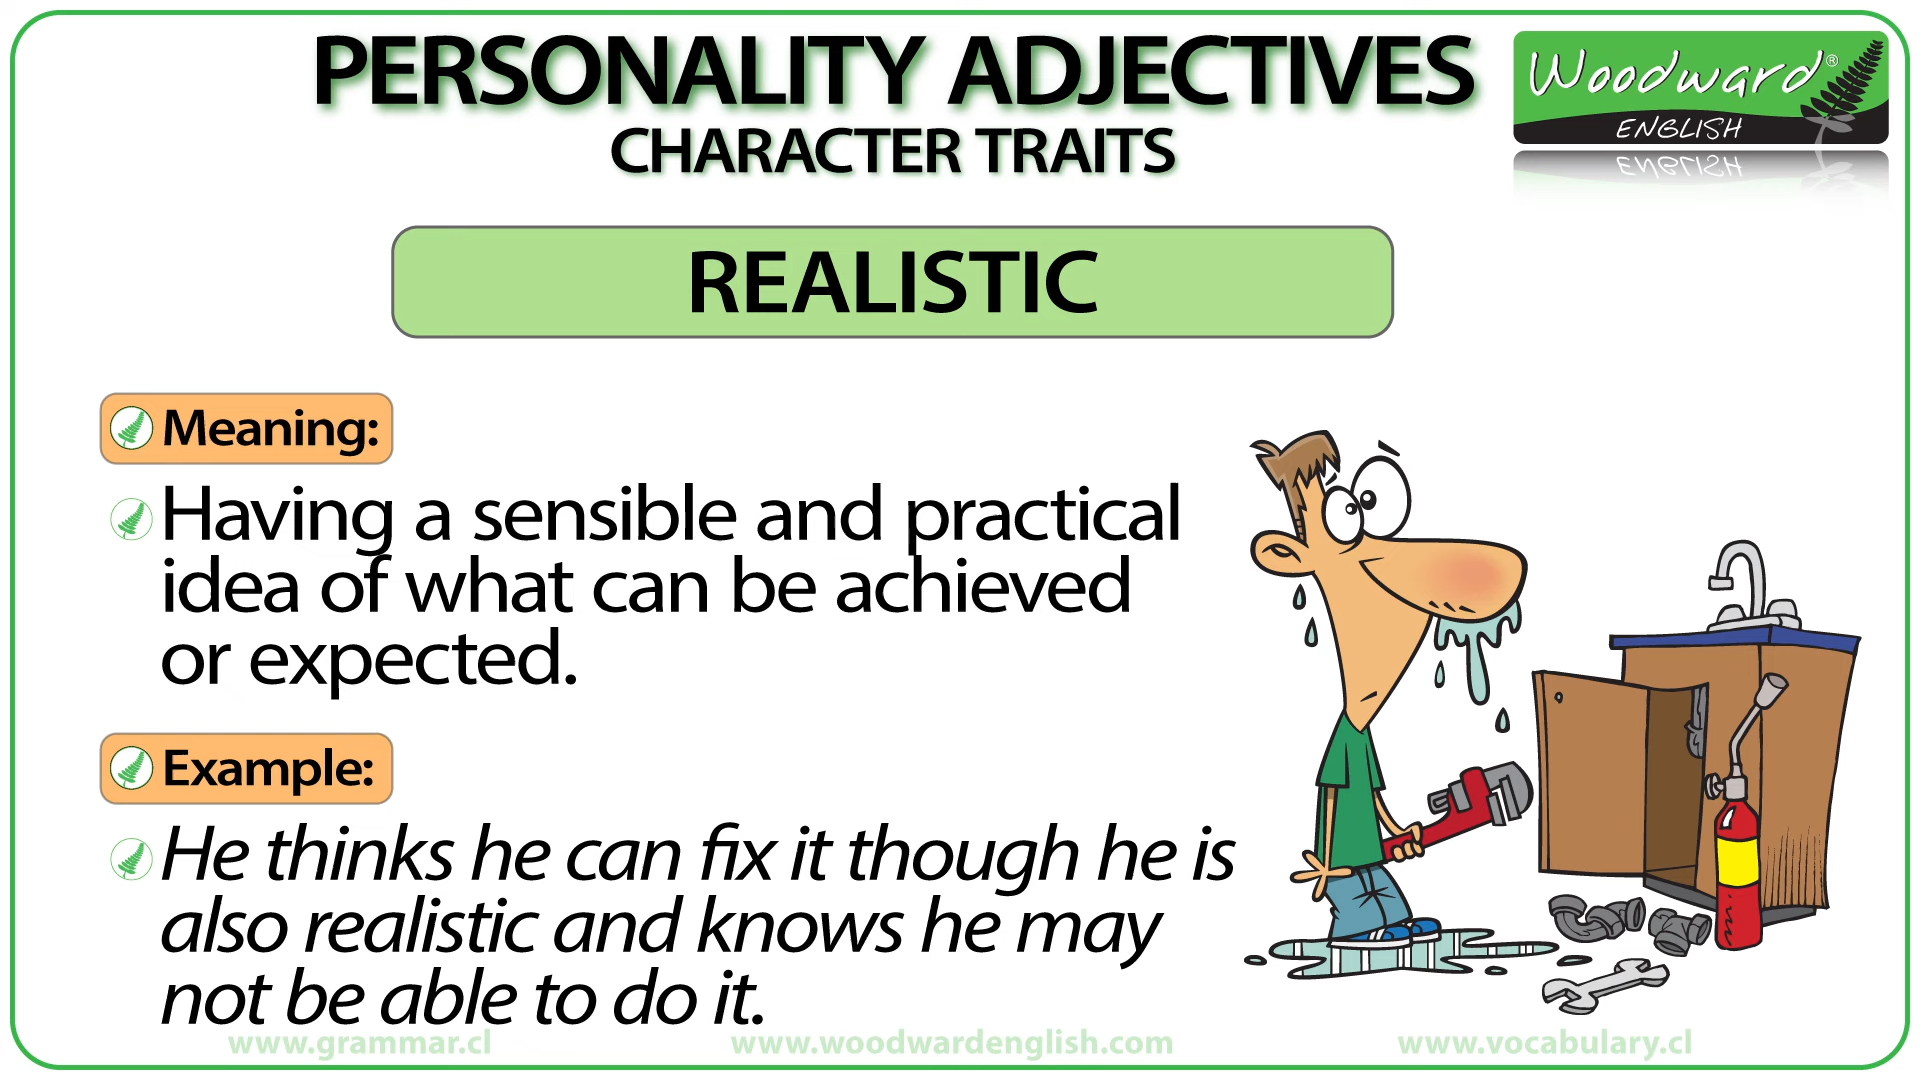 PERSONALITY ADJECTIVES
CHARACTER TRAITS
Woodward®
ENGLISH
REALISTIC
Meaning:
Having a sensible and practical
idea of what can be achieved
or expected.
Example:
He thinks he can fix it though he is
also realistic and knows he may
not be able to do it.
www.grammar.cl www.woodwardenglish.com www.vocabulary.cl